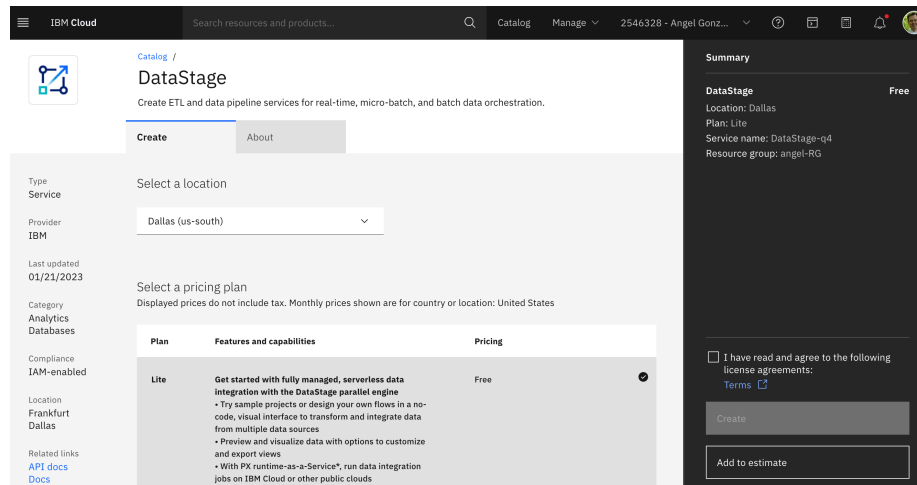 IBM Cloud
Search resources and products...
Catalog
Manage
2546328 - Angel Gonz...
Catalog /
DataStage
Create ETL and data pipeline services for real-time, micro-batch, and batch data orchestration.
Create
About
Type
Service
Provider
IBM
Last updated
01/21/2023
Category
Analytics
Databases
Compliance
IAM-enabled
Location
Frankfurt
Dallas
Related links
API docs
Docs
Select a location
Dallas (us-south)
Select a pricing plan
Displayed prices do not include tax. Monthly prices shown are for country or location: United States
Plan
Features and capabilities
Pricing
Lite
Get started with fully managed, serverless data
integration with the DataStage parallel engine
• Try sample projects or design your own flows in a no-
code, visual interface to transform and integrate data
from multiple data sources
• Preview and visualize data with options to customize
and export views
• With PX runtime-as-a-Service*, run data integration
jobs on IBM Cloud or other public clouds
Free
Summary
DataStage
Free
Location: Dallas
Plan: Lite
Service name: DataStage-q4
Resource group: angel-RG
I have read and agree to the following
license agreements:
Terms
Create
Add to estimate